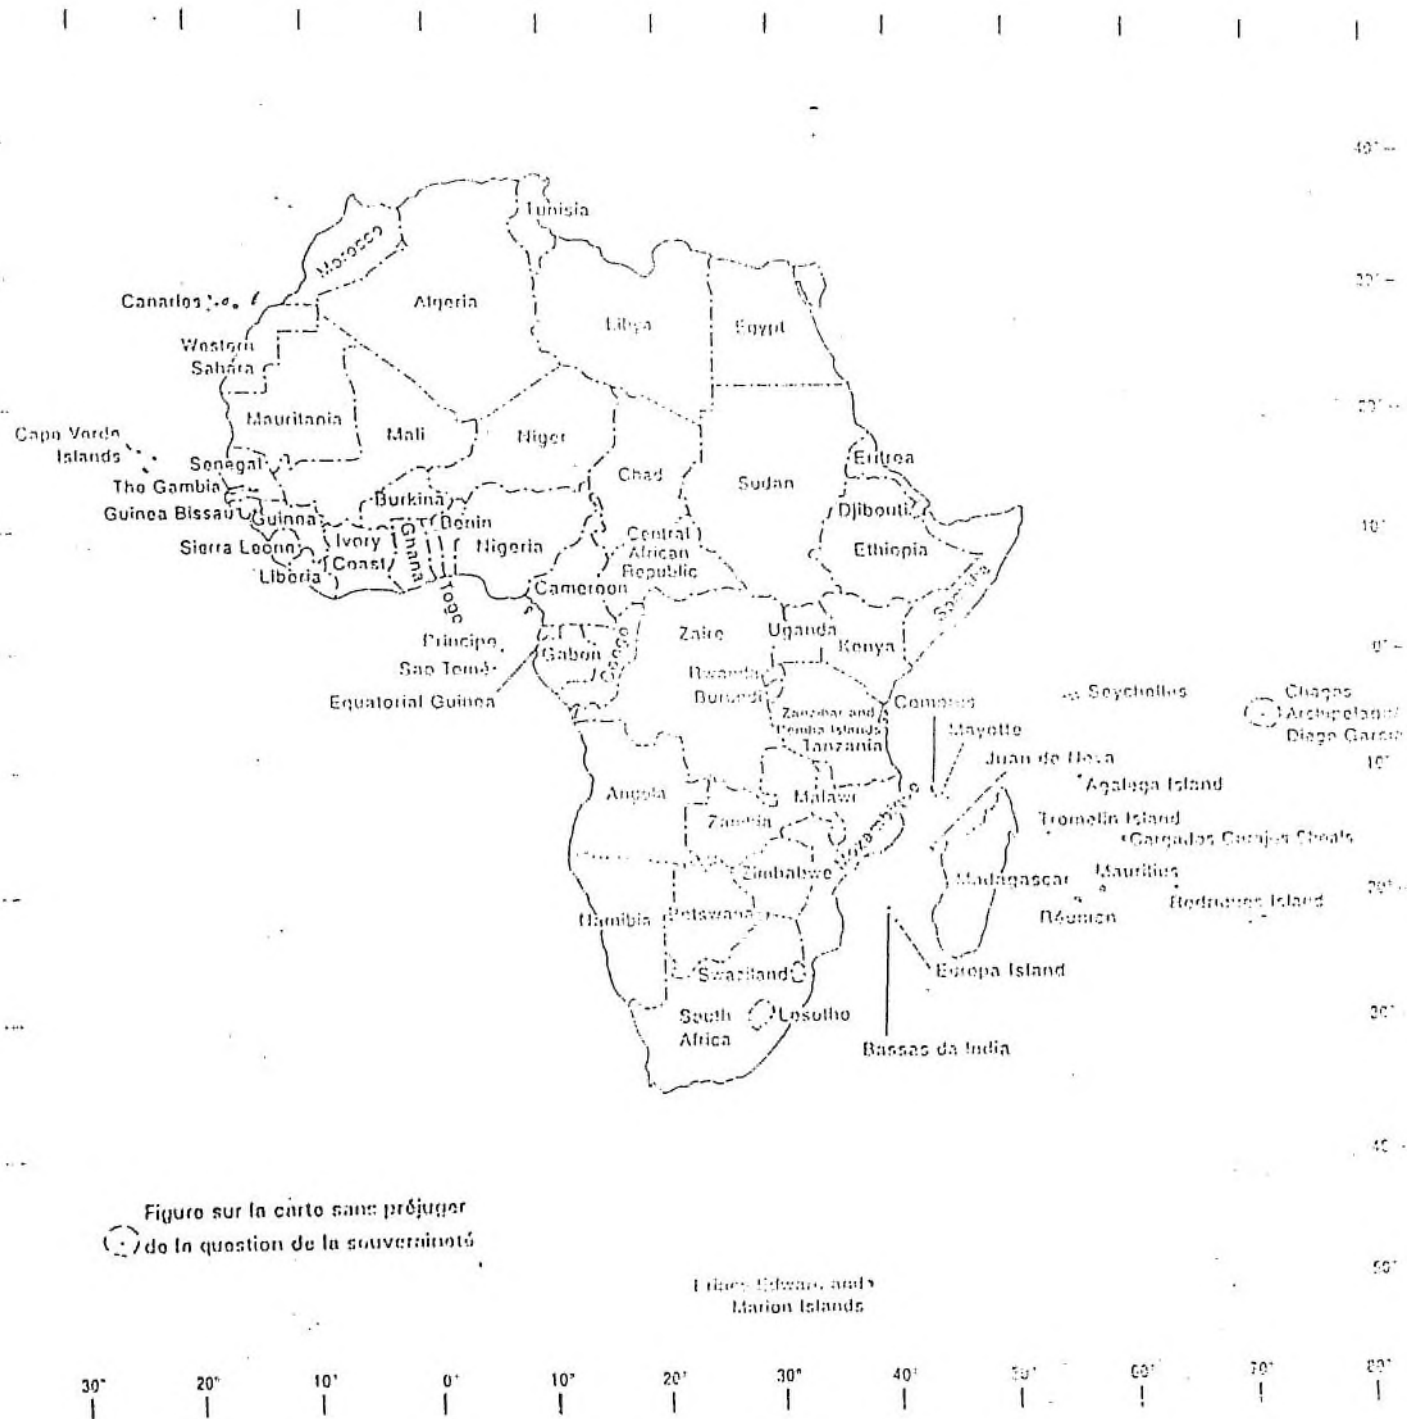 40°
Tunisia
Morocco
30°
Canaries
Algeria
Libya
Egypt
Western
Sahara
20°
Mauritania
Mali
Niger
Chad
Sudan
Eritrea
Cape Verde
Islands
Senegal
The Gambia
Burkina
Djibouti
Guinea Bissau
Guinea
Benin
10°
Sierra Leone
Ivory
Coast
Ghana
Nigeria
Central
African
Republic
Ethiopia
Liberia
Togo
Cameroon
Somalia
Principe
Sao Tomé
Gabon
Congo
Zaire
Uganda
Kenya
0°
Equatorial Guinea
Rwanda
Burundi
Seychelles
Chagos
Archipelago/
Diego Garcia
Zanzibar and
Pemba Islands
Tanzania
Comores
Mayotte
Juan de Nova
10°
Agalega Island
Angola
Malawi
Zambia
Mozambique
Tromelin Island
Cargados Carajos Shoals
Zimbabwe
Madagascar
Mauritius
20°
Rodrigues Island
Namibia
Botswana
Réunion
Swaziland
Europa Island
South
Africa
Lesotho
30°
Bassas da India
40
Figure sur la carte sans préjuger
de la question de la souveraineté
50°
Prince Edward and
Marion Islands
30° 20° 10° 0° 10° 20° 30° 40° 50° 60° 70° 80°